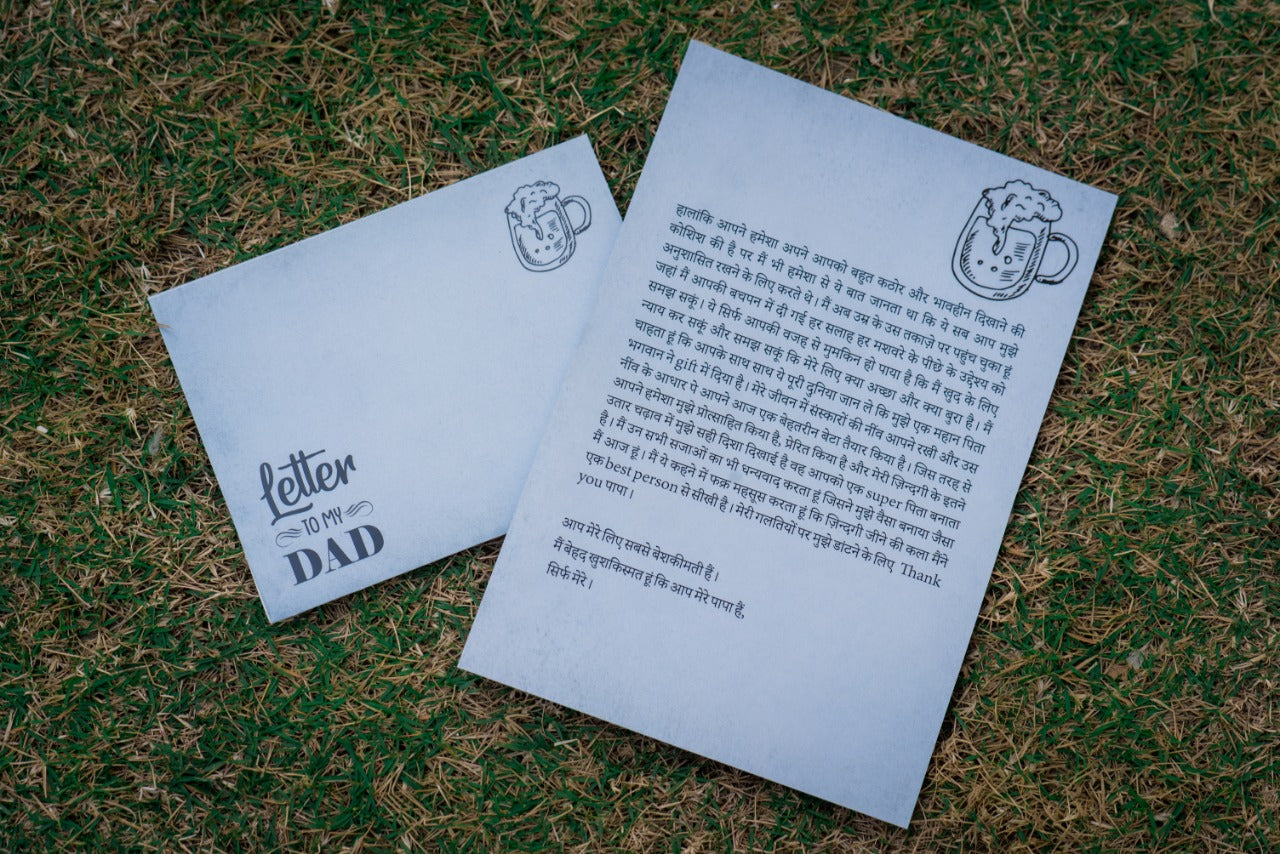 Letter
TO MY
DAD
हालांकि आपने हमेशा अपने आपको बहुत कठोर और भावहीन दिखाने की
कोशिश की है पर मैं भी हमेशा से ये बात जानता था कि ये सब आप मुझे
अनुशासित रखने के लिए करते थे। मैं अब उम्र के उस तकाज़े पर पहुंच चुका हूं
जहां मैं आपकी बचपन में दी गई हर सलाह हर मशवरे के पीछे के उद्देश्य को
समझ सकूं। ये सिर्फ आपकी वजह से मुमकिन हो पाया है कि मैं खुद के लिए
न्याय कर सकूं और समझ सकूं कि मेरे लिए क्या अच्छा और क्या बुरा है। मैं
चाहता हूं कि आपके साथ साथ ये पूरी दुनिया जान ले कि मुझे एक महान पिता
भगवान ने gift में दिया है। मेरे जीवन में संस्कारों की नींव आपने रखी और उस
नींव के आधार पे आपने आज एक बेहतरीन बेटा तैयार किया है। जिस तरह से
आपने हमेशा मुझे प्रोत्साहित किया है, प्रेरित किया है और मेरी ज़िन्दगी के इतने
उतार चढ़ाव में मुझे सही दिशा दिखाई है वह आपको एक super पिता बनाता
है। मैं उन सभी सजाओं का भी धन्यवाद करता हूं जिसने मुझे वैसा बनाया जैसा
मैं आज हूं। मैं ये कहने में फक्र महसूस करता हूं कि ज़िन्दगी जीने की कला मैंने
एक best person से सीखी है। मेरी गलतियों पर मुझे डांटने के लिए Thank
you पापा।
आप मेरे लिए सबसे बेशकीमती हैं।
मैं बेहद खुशकिस्मत हूं कि आप मेरे पापा हैं,
सिर्फ मेरे।